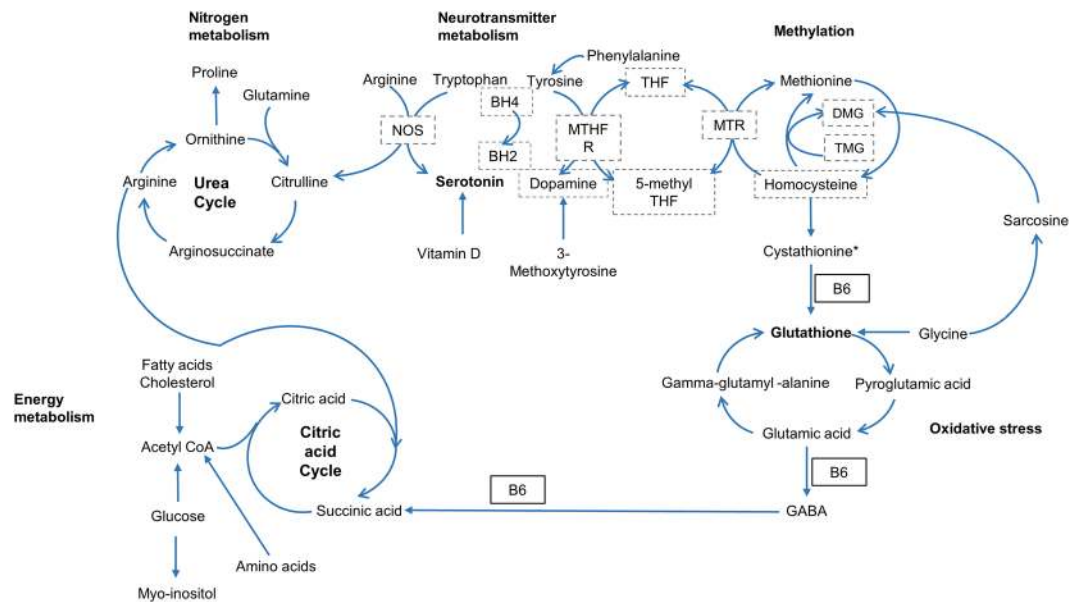 Nitrogen
metabolism
Neurotransmitter
metabolism
Methylation
Proline
Glutamine
Arginine
Tryptophan
Tyrosine
Phenylalanine
THF
Methionine
BH4
DMG
NOS
MTHF
R
MTR
TMG
Ornithine
BH2
Arginine
Urea
Cycle
Citrulline
Serotonin
Dopamine
5-methyl
THF
Homocysteine
Sarcosine
Arginosuccinate
Vitamin D
3-
Methoxytyrosine
Cystathionine*
B6
Glutathione
Glycine
Fatty acids
Cholesterol
Gamma-glutamyl -alanine
Pyroglutamic acid
Energy
metabolism
Citric acid
Oxidative stress
Acetyl CoA
Citric
acid
Cycle
Glutamic acid
B6
B6
Glucose
Succinic acid
GABA
Amino acids
Myo-inositol